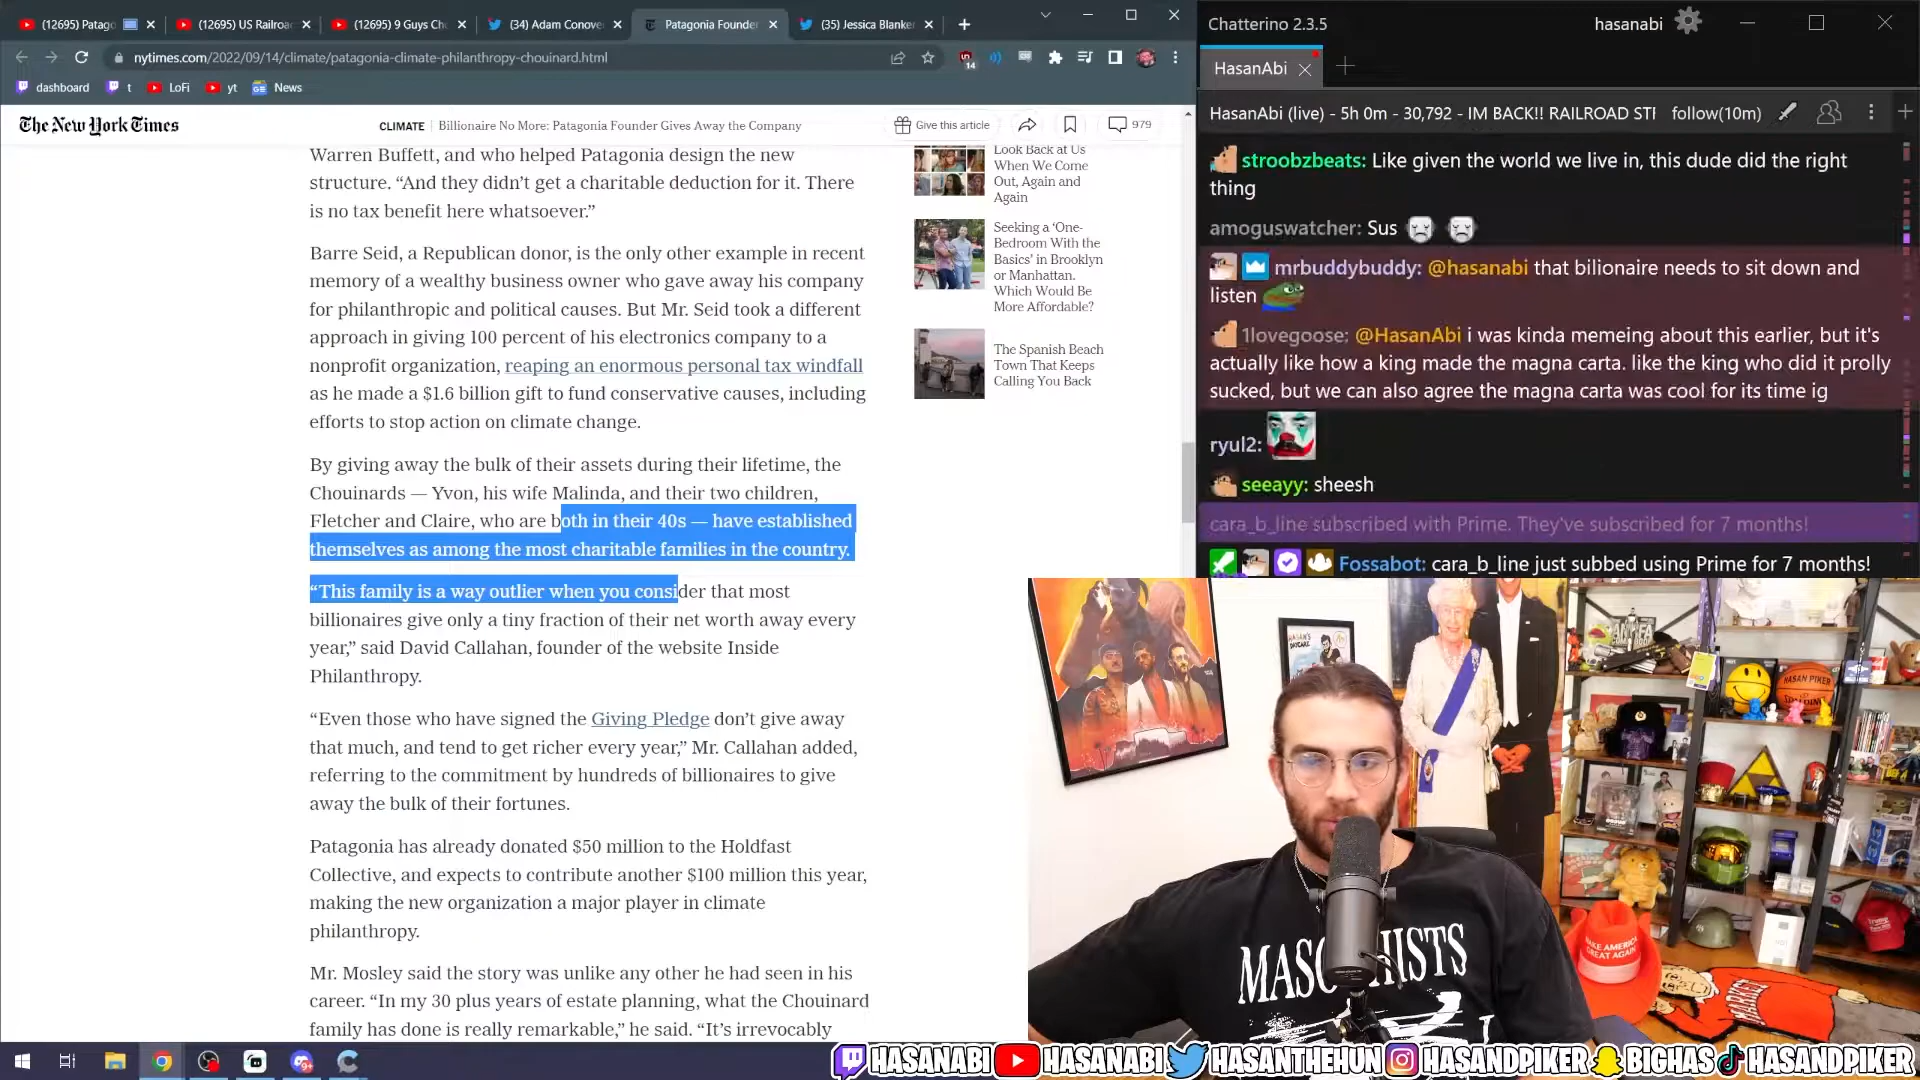 (12695) Patago
(12695) US Railroa
(12695) 9 Guys Ch
(34) Adam Conove
Patagonia Founder
(35) Jessica Blanke
nytimes.com/2022/09/14/climate/patagonia-climate-philanthropy-chouinard.html
14
dashboard
t
LoFi
yt
News
The New York Times
CLIMATE
Billionaire No More: Patagonia Founder Gives Away the Company
Give this article
979
Warren Buffett, and who helped Patagonia design the new
structure. “And they didn’t get a charitable deduction for it. There
is no tax benefit here whatsoever.”
Barre Seid, a Republican donor, is the only other example in recent
memory of a wealthy business owner who gave away his company
for philanthropic and political causes. But Mr. Seid took a different
approach in giving 100 percent of his electronics company to a
nonprofit organization, reaping an enormous personal tax windfall
as he made a $1.6 billion gift to fund conservative causes, including
efforts to stop action on climate change.
By giving away the bulk of their assets during their lifetime, the
Chouinards — Yvon, his wife Malinda, and their two children,
Fletcher and Claire, who are both in their 40s — have established
themselves as among the most charitable families in the country.
“This family is a way outlier when you consider that most
billionaires give only a tiny fraction of their net worth away every
year,” said David Callahan, founder of the website Inside
Philanthropy.
“Even those who have signed the Giving Pledge don’t give away
that much, and tend to get richer every year,” Mr. Callahan added,
referring to the commitment by hundreds of billionaires to give
away the bulk of their fortunes.
Patagonia has already donated $50 million to the Holdfast
Collective, and expects to contribute another $100 million this year,
making the new organization a major player in climate
philanthropy.
Mr. Mosley said the story was unlike any other he had seen in his
career. “In my 30 plus years of estate planning, what the Chouinard
family has done is really remarkable,” he said. “It’s irrevocably
Look Back at Us
When We Come
Out, Again and
Again
Seeking a ‘One-
Bedroom With the
Basics’ in Brooklyn
or Manhattan.
Which Would Be
More Affordable?
The Spanish Beach
Town That Keeps
Calling You Back
Chatterino 2.3.5
hasanabi
HasanAbi
HasanAbi (live) - 5h 0m - 30,792 - IM BACK!! RAILROAD STI
follow(10m)
stroobzbeats: Like given the world we live in, this dude did the right
thing
amoguswatcher: Sus
mrbuddybuddy: @hasanabi that bilionaire needs to sit down and
listen
1lovegoose: @HasanAbi i was kinda memeing about this earlier, but it's
actually like how a king made the magna carta. like the king who did it prolly
sucked, but we can also agree the magna carta was cool for its time ig
ryul2:
seeayy: sheesh
cara_b_line subscribed with Prime. They've subscribed for 7 months!
Fossabot: cara_b_line just subbed using Prime for 7 months!
HASAN PIKER
SPALDING
MAKE AMERICA
GREAT AGAIN
MARKET
HASANABI
HASANABI
HASANTHEHUN
HASANDPIKER
BIGHAS
HASANDPIKER